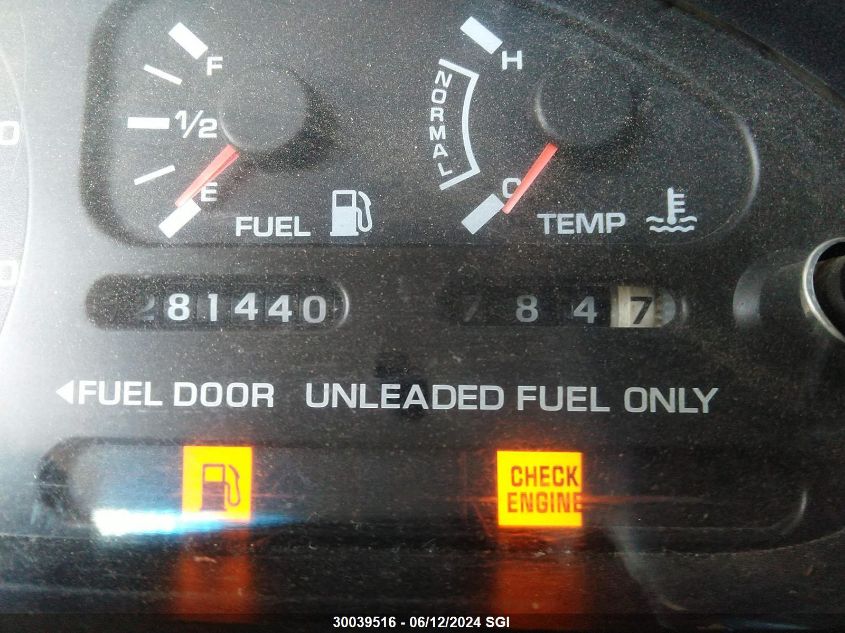 F
H
NORMAL
1/2
E
C
FUEL
TEMP
281440
7847
◀FUEL DOOR UNLEADED FUEL ONLY
CHECK
ENGINE
30039516 - 06/12/2024 SGI